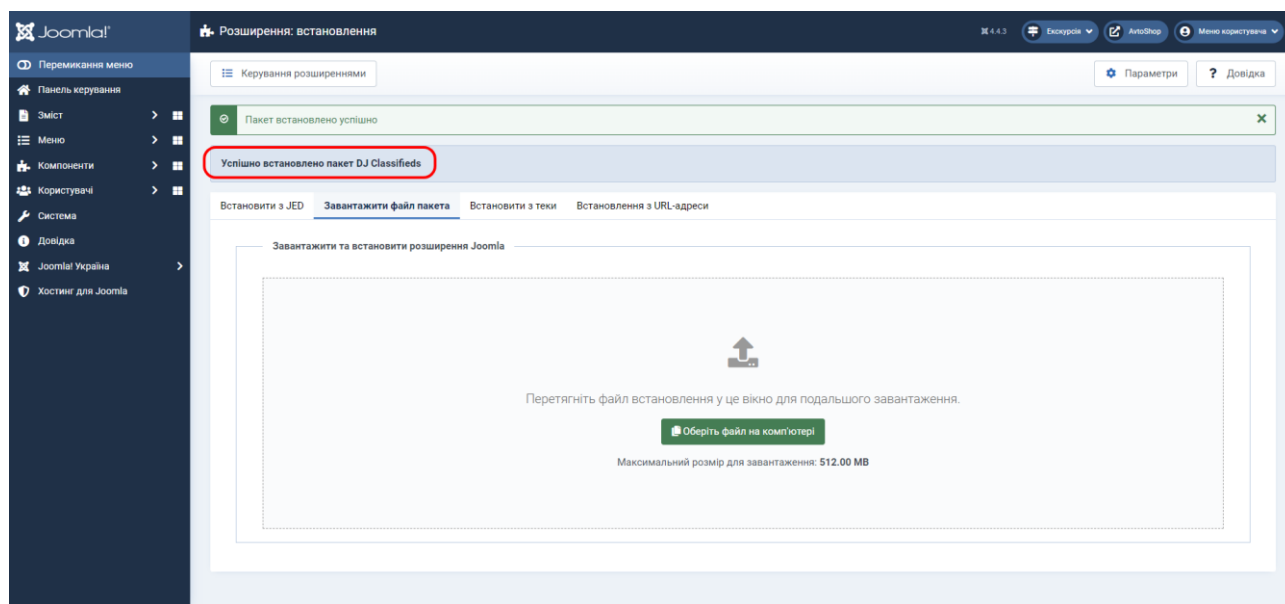 Joomla!
Розширення: встановлення
4.4.3
Екскурсія
AvtoShop
Меню користувача
Перемикання меню
Панель керування
Зміст
Меню
Компоненти
Користувачі
Система
Довідка
Joomla! Україна
Хостинг для Joomla
Керування розширеннями
Параметри
? Довідка
Пакет встановлено успішно
Успішно встановлено пакет DJ Classifieds
Встановити з JED
Завантажити файл пакета
Встановити з теки
Встановлення з URL-адреси
Завантажити та встановити розширення Joomla
Перетягніть файл встановлення у це вікно для подальшого завантаження.
Оберіть файл на комп'ютері
Максимальний розмір для завантаження: 512.00 MB